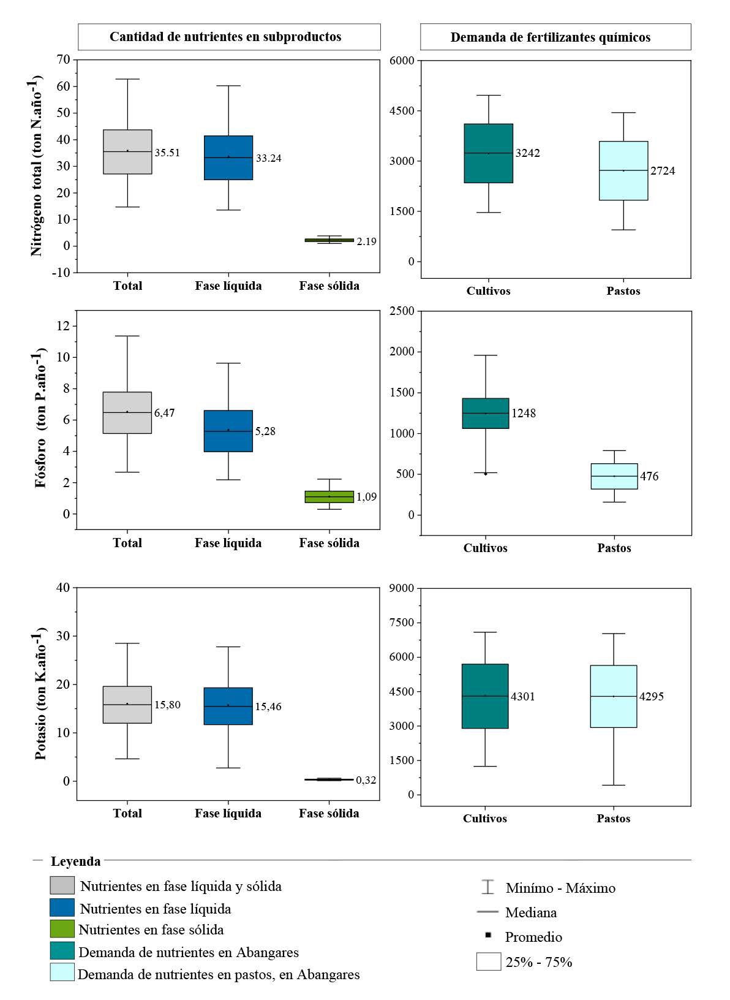 Cantidad de nutrientes en subproductos
Demanda de fertilizantes químicos
Nitrógeno total (ton N.año-1)
70
60
50
40
30
20
10
0
-10
35.51
33.24
2.19
Total
Fase líquida
Fase sólida
6000
4500
3000
1500
0
3242
2724
Cultivos
Pastos
Fósforo (ton P.año-1)
12
10
8
6
4
2
0
6,47
5,28
1,09
Total
Fase líquida
Fase sólida
2500
2000
1500
1000
500
0
1248
476
Cultivos
Pastos
Potasio (ton K.año-1)
40
30
20
10
0
15,80
15,46
0,32
Total
Fase líquida
Fase sólida
9000
7500
6000
4500
3000
1500
0
4301
4295
Cultivos
Pastos
Leyenda
Nutrientes en fase líquida y sólida
Nutrientes en fase líquida
Nutrientes en fase sólida
Demanda de nutrientes en Abangares
Demanda de nutrientes en pastos, en Abangares
Minímo - Máximo
Mediana
Promedio
25% - 75%